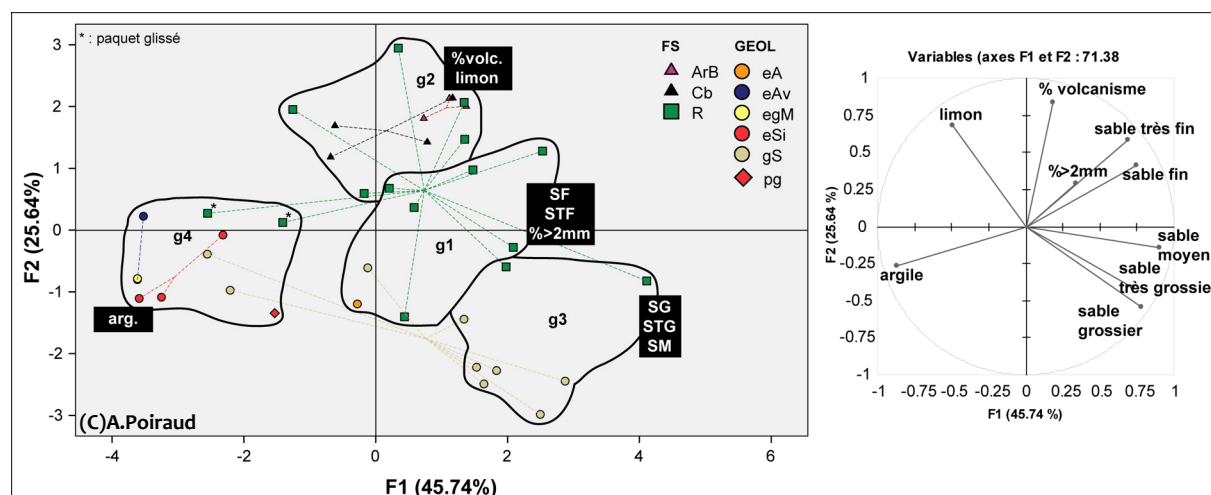 * : paquet glissé
g2
%volc.
limon
FS
GEOL
ArB
Cb
R
eA
eAv
egM
eSi
gS
pg
SF
STF
%>2mm
g1
g4
arg.
g3
SG
STG
SM
(C)A.Poiraud
3
2
1
0
-1
-2
-3
F2 (25.64%)
-4
-2
0
2
4
6
F1 (45.74%)
Variables (axes F1 et F2 : 71.38
% volcanisme
limon
sable très fin
%>2mm
sable fin
sable
moyen
argile
sable
très grossie
sable
grossier
1
0.75
0.5
0.25
0
-0.25
-0.5
-0.75
-1
F2 (25.64 %)
-1
-0.75
-0.5
-0.25
0
0.25
0.5
0.75
1
F1 (45.74 %)